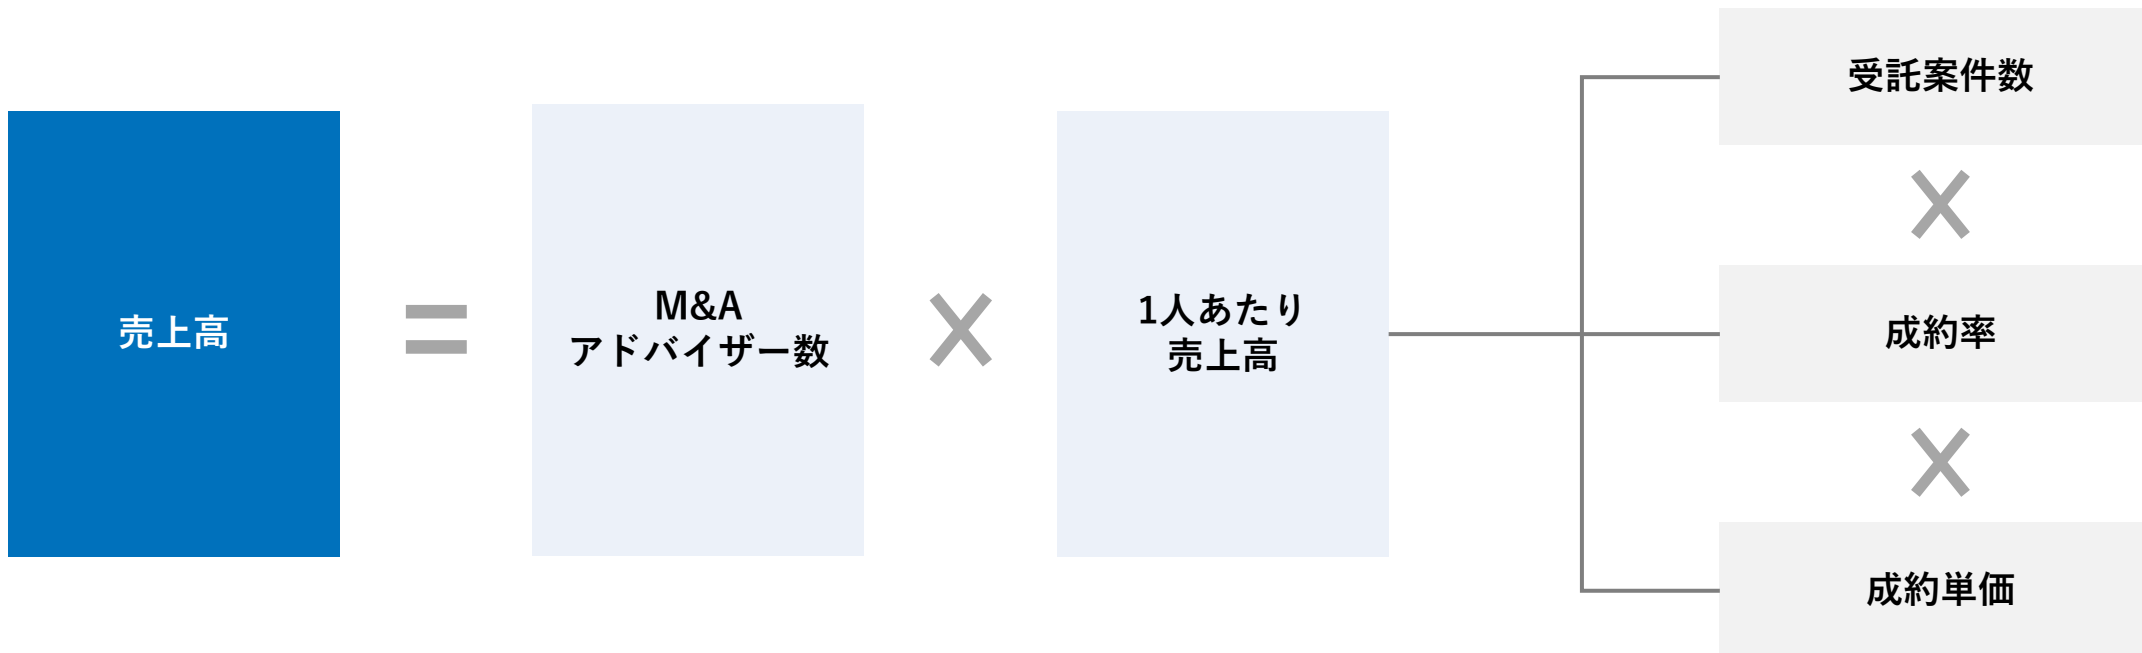 売上高
=
M&A
アドバイザー数
×
1人あたり
売上高
受託案件数
×
成約率
×
成約単価